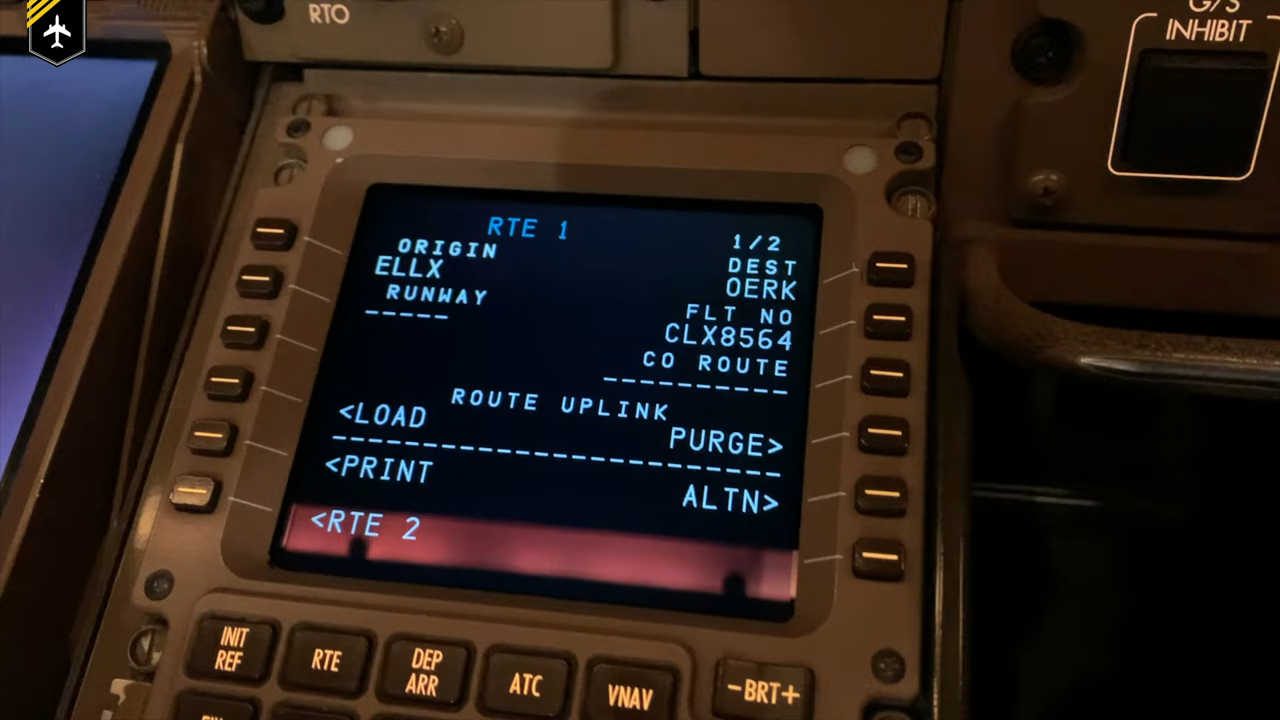 RTO
G/S
INHIBIT
RTE 1
1/2
ORIGIN
DEST
ELLX
OERK
RUNWAY
FLT NO
-----
CLX8564
CO ROUTE
----------
ROUTE UPLINK
<LOAD
PURGE>
<PRINT
ALTN>
<RTE 2
INIT
REF
RTE
DEP
ARR
ATC
VNAV
-BRT+